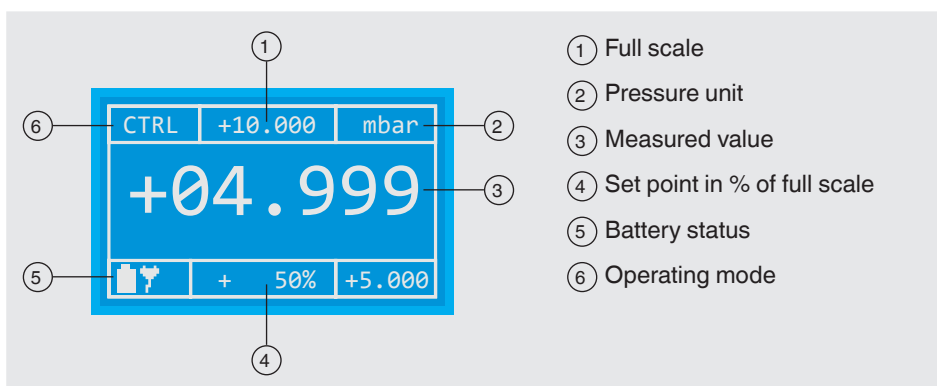 1
6 CTRL +10.000 mbar 2
+04.999 3
5 + 50% +5.000
4
1 Full scale
2 Pressure unit
3 Measured value
4 Set point in % of full scale
5 Battery status
6 Operating mode